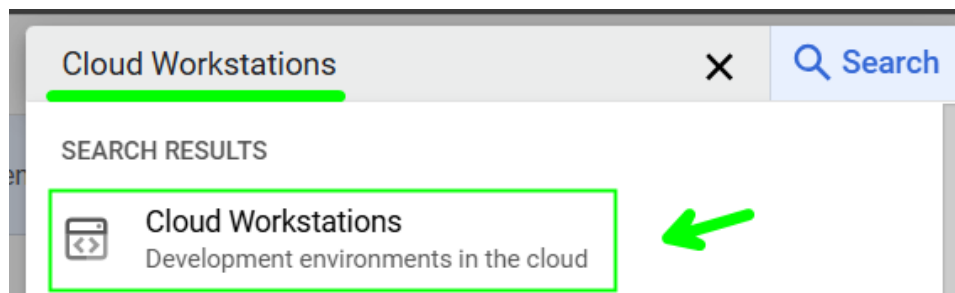 Cloud Workstations
Search
SEARCH RESULTS
Cloud Workstations
Development environments in the cloud